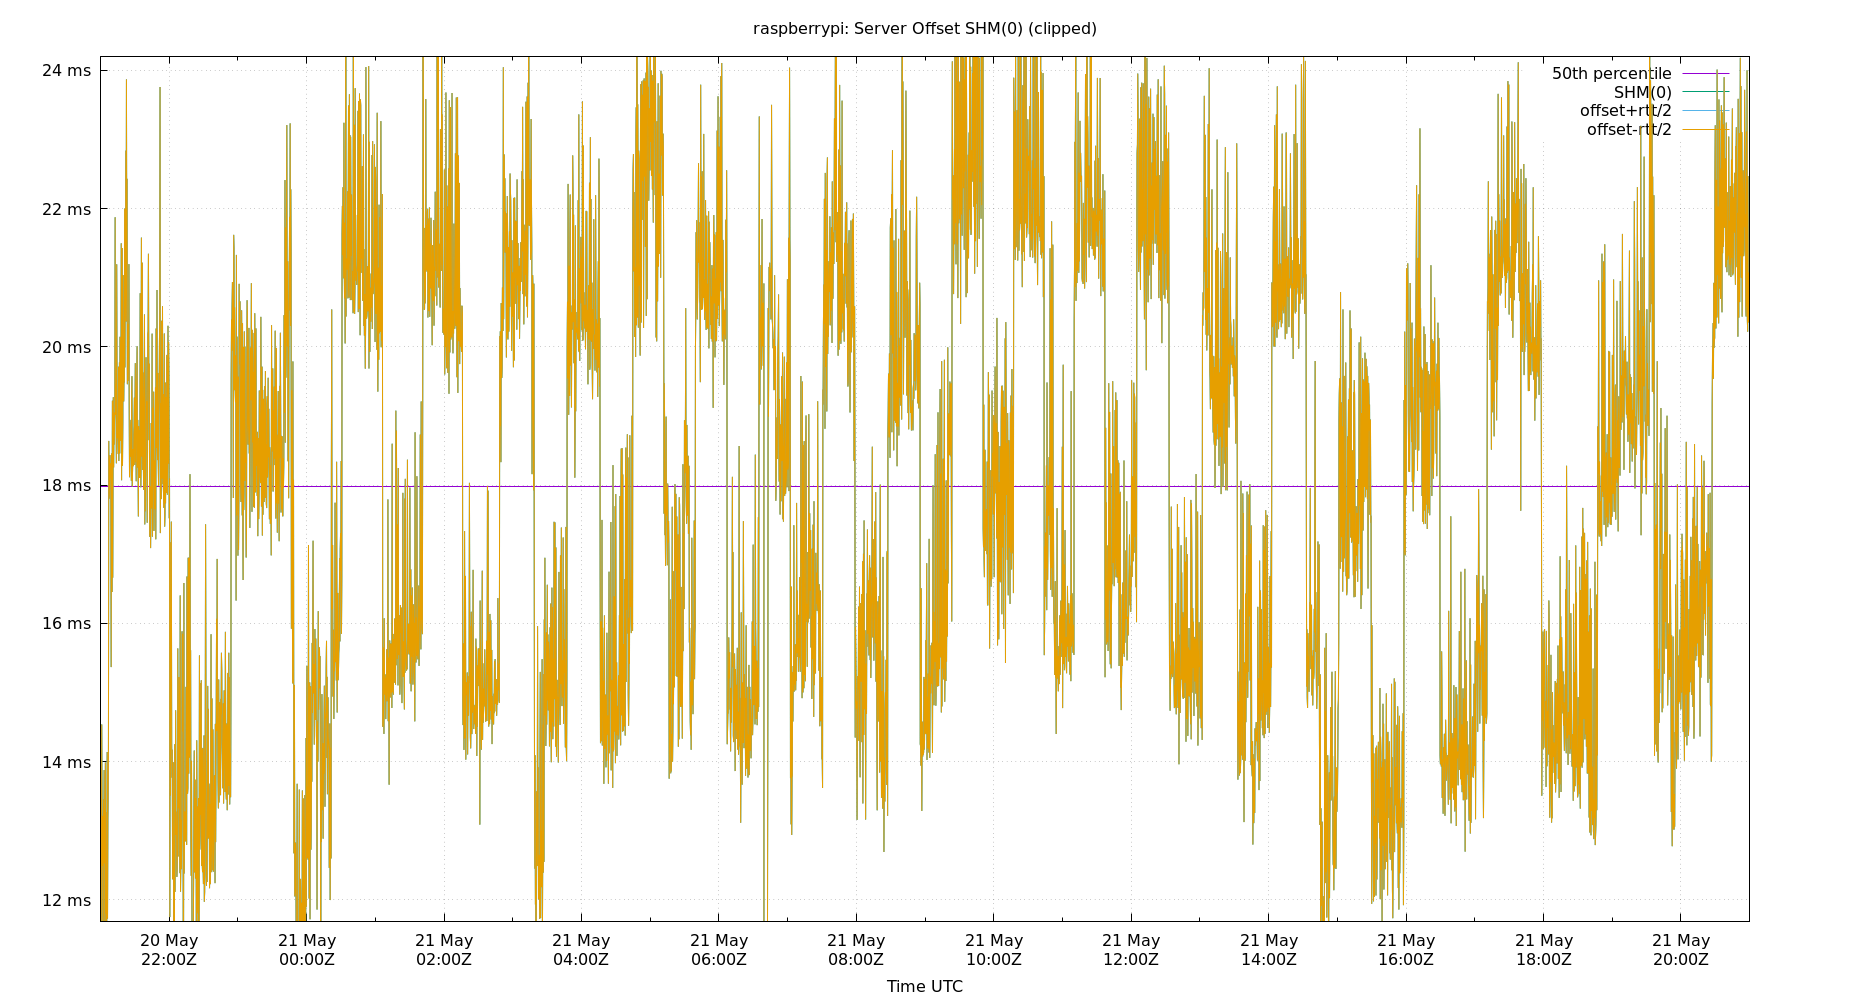 raspberrypi: Server Offset SHM(0) (clipped)
24 ms
22 ms
20 ms
18 ms
16 ms
14 ms
12 ms
50th percentile
SHM(0)
offset+rtt/2
offset-rtt/2
20 May 22:00Z
21 May 00:00Z
21 May 02:00Z
21 May 04:00Z
21 May 06:00Z
21 May 08:00Z
21 May 10:00Z
21 May 12:00Z
21 May 14:00Z
21 May 16:00Z
21 May 18:00Z
21 May 20:00Z
Time UTC